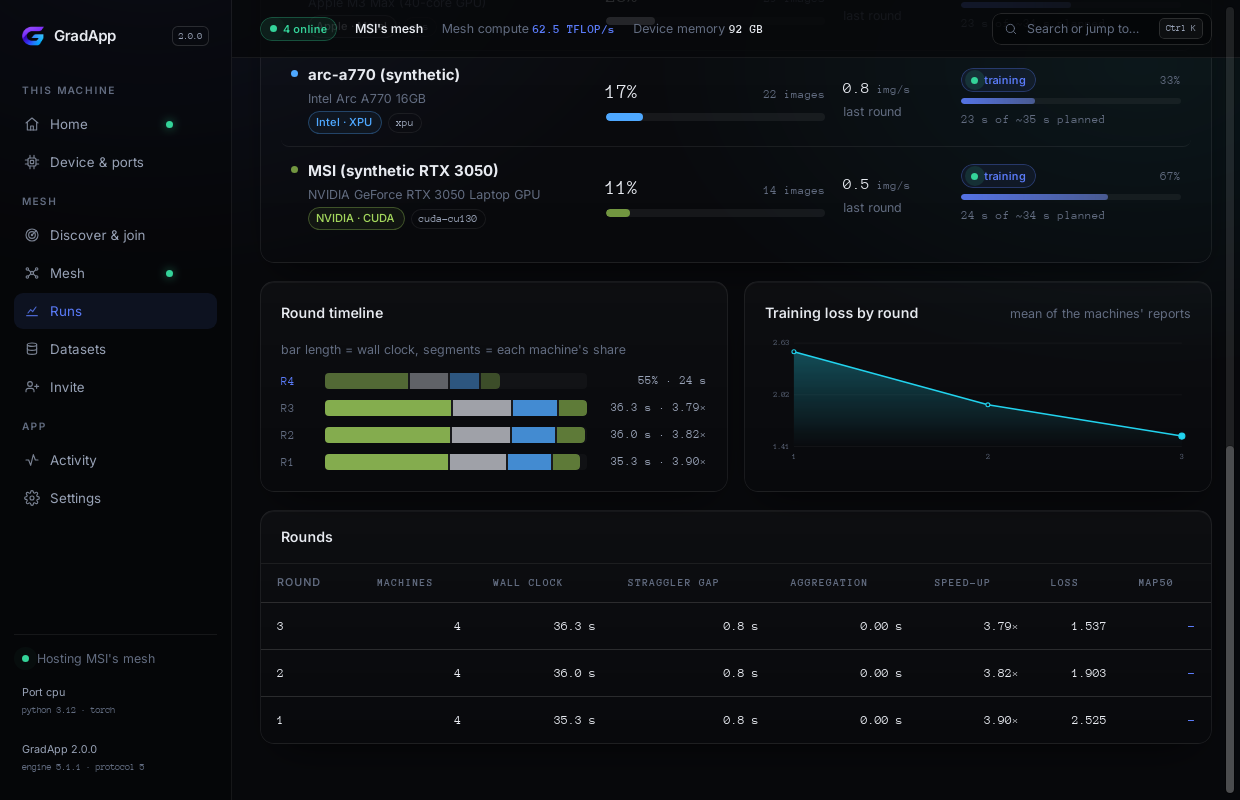 GradApp
2.0.0
THIS MACHINE
Home
Device & ports
MESH
Discover & join
Mesh
Runs
Datasets
Invite
APP
Activity
Settings
Hosting MSI's mesh
Port cpu
python 3.12 · torch
GradApp 2.0.0
engine 5.1.1 · protocol 5
4 online
MSI's mesh
Mesh compute 62.5 TFLOP/s
Device memory 92 GB
Search or jump to...
Ctrl K
last round
arc-a770 (synthetic)
Intel Arc A770 16GB
Intel · XPU
xpu
17%
22 images
0.8 img/s
last round
training
33%
23 s of ~35 s planned
MSI (synthetic RTX 3050)
NVIDIA GeForce RTX 3050 Laptop GPU
NVIDIA · CUDA
cuda-cu130
11%
14 images
0.5 img/s
last round
training
67%
24 s of ~34 s planned
Round timeline
bar length = wall clock, segments = each machine's share
R4
55% · 24 s
R3
36.3 s · 3.79×
R2
36.0 s · 3.82×
R1
35.3 s · 3.90×
Training loss by round
mean of the machines' reports
2.63
2.02
1.41
1 2 3
Rounds
ROUND MACHINES WALL CLOCK STRAGGLER GAP AGGREGATION SPEED-UP LOSS MAP50
3 4 36.3 s 0.8 s 0.00 s 3.79× 1.537 –
2 4 36.0 s 0.8 s 0.00 s 3.82× 1.903 –
1 4 35.3 s 0.8 s 0.00 s 3.90× 2.525 –